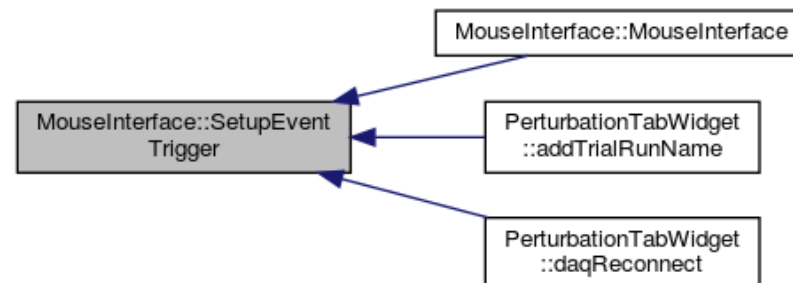 MouseInterface::MouseInterface
MouseInterface::SetupEvent
Trigger
PerturbationTabWidget
::addTrialRunName
PerturbationTabWidget
::daqReconnect